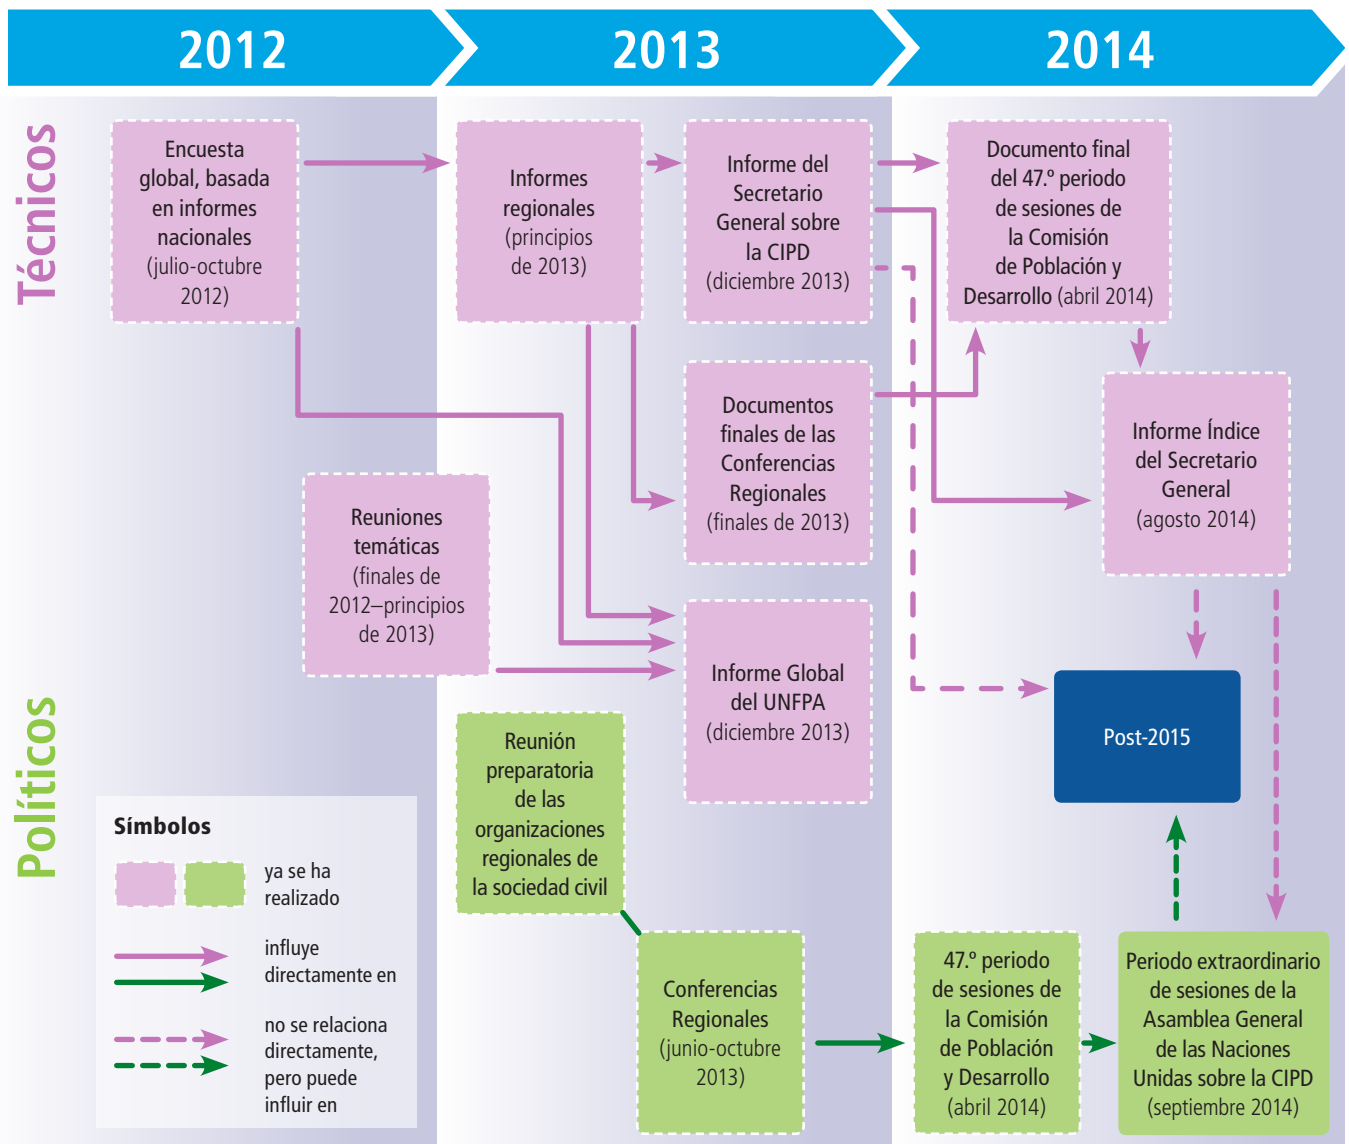 2012
2013
2014
Técnicos
Encuesta
global, basada
en informes
nacionales
(julio-octubre
2012)
Informes
regionales
(principios
de 2013)
Informe del
Secretario
General sobre
la CIPD
(diciembre 2013)
Documento final
del 47.º periodo
de sesiones de
la Comisión
de Población y
Desarrollo (abril 2014)
Reuniones
temáticas
(finales de
2012–principios
de 2013)
Documentos
finales de las
Conferencias
Regionales
(finales de 2013)
Informe Índice
del Secretario
General
(agosto 2014)
Informe Global
del UNFPA
(diciembre 2013)
Post-2015
Políticos
Reunión
preparatoria
de las
organizaciones
regionales de
la sociedad civil
Conferencias
Regionales
(junio-octubre
2013)
47.º periodo
de sesiones de
la Comisión
de Población
y Desarrollo
(abril 2014)
Periodo extraordinario
de sesiones de la
Asamblea General
de las Naciones
Unidas sobre la CIPD
(septiembre 2014)
Símbolos
ya se ha
realizado
influye
directamente en
no se relaciona
directamente,
pero puede
influir en